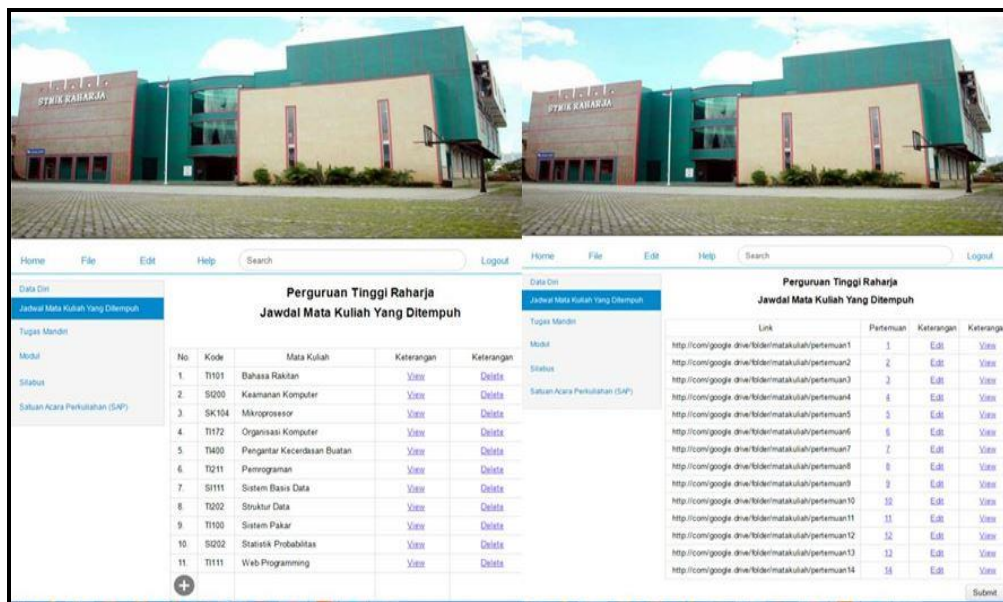 STMIK RAHARJA
Home File Edit Help Search Logout
Data Diri
Jadwal Mata Kuliah Yang Ditempuh
Tugas Mandiri
Modul
Silabus
Satuan Acara Perkuliahan (SAP)
Perguruan Tinggi Raharja
Jawdal Mata Kuliah Yang Ditempuh
No. Kode Mata Kuliah Keterangan Keterangan
1. TI101 Bahasa Rakitan View Delete
2. SI200 Keamanan Komputer View Delete
3. SK104 Mikroprosesor View Delete
4. TI172 Organisasi Komputer View Delete
5. TI400 Pengantar Kecerdasan Buatan View Delete
6. TI211 Pemrograman View Delete
7. SI111 Sistem Basis Data View Delete
8. TI202 Struktur Data View Delete
9. TI100 Sistem Pakar View Delete
10. SI202 Statistik Probabilitas View Delete
11. TI111 Web Programming View Delete
STMIK RAHARJA
Home File Edit Help Search Logout
Data Diri
Jadwal Mata Kuliah Yang Ditempuh
Tugas Mandiri
Modul
Silabus
Satuan Acara Perkuliahan (SAP)
Perguruan Tinggi Raharja
Jawdal Mata Kuliah Yang Ditempuh
Link Pertemuan Keterangan Keterangan
http://com/google.drive/folder/matakuliah/pertemuan1 1 Edit View
http://com/google.drive/folder/matakuliah/pertemuan2 2 Edit View
http://com/google.drive/folder/matakuliah/pertemuan3 3 Edit View
http://com/google.drive/folder/matakuliah/pertemuan4 4 Edit View
http://com/google.drive/folder/matakuliah/pertemuan5 5 Edit View
http://com/google.drive/folder/matakuliah/pertemuan6 6 Edit View
http://com/google.drive/folder/matakuliah/pertemuan7 7 Edit View
http://com/google.drive/folder/matakuliah/pertemuan8 8 Edit View
http://com/google.drive/folder/matakuliah/pertemuan9 9 Edit View
http://com/google.drive/folder/matakuliah/pertemuan10 10 Edit View
http://com/google.drive/folder/matakuliah/pertemuan11 11 Edit View
http://com/google.drive/folder/matakuliah/pertemuan12 12 Edit View
http://com/google.drive/folder/matakuliah/pertemuan13 13 Edit View
http://com/google.drive/folder/matakuliah/pertemuan14 14 Edit View
Submit